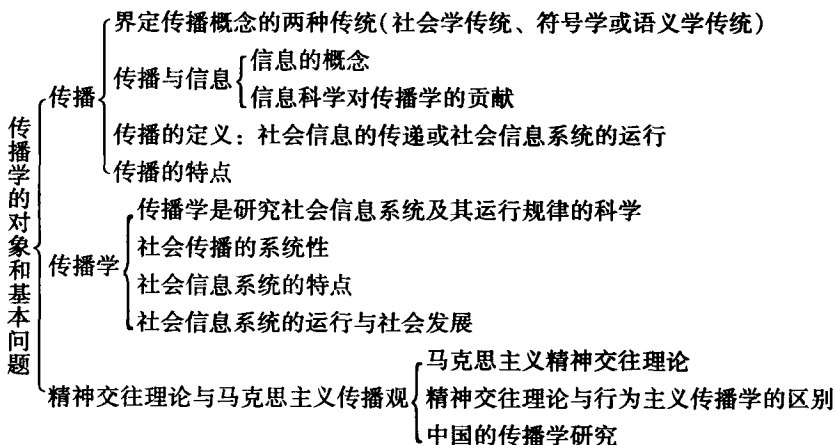 传播学的对象和基本问题
传播
界定传播概念的两种传统(社会学传统、符号学或语义学传统)
传播与信息
信息的概念
信息科学对传播学的贡献
传播的定义：社会信息的传递或社会信息系统的运行
传播的特点
传播学
传播学是研究社会信息系统及其运行规律的科学
社会传播的系统性
社会信息系统的特点
社会信息系统的运行与社会发展
精神交往理论与马克思主义传播观
马克思主义精神交往理论
精神交往理论与行为主义传播学的区别
中国的传播学研究